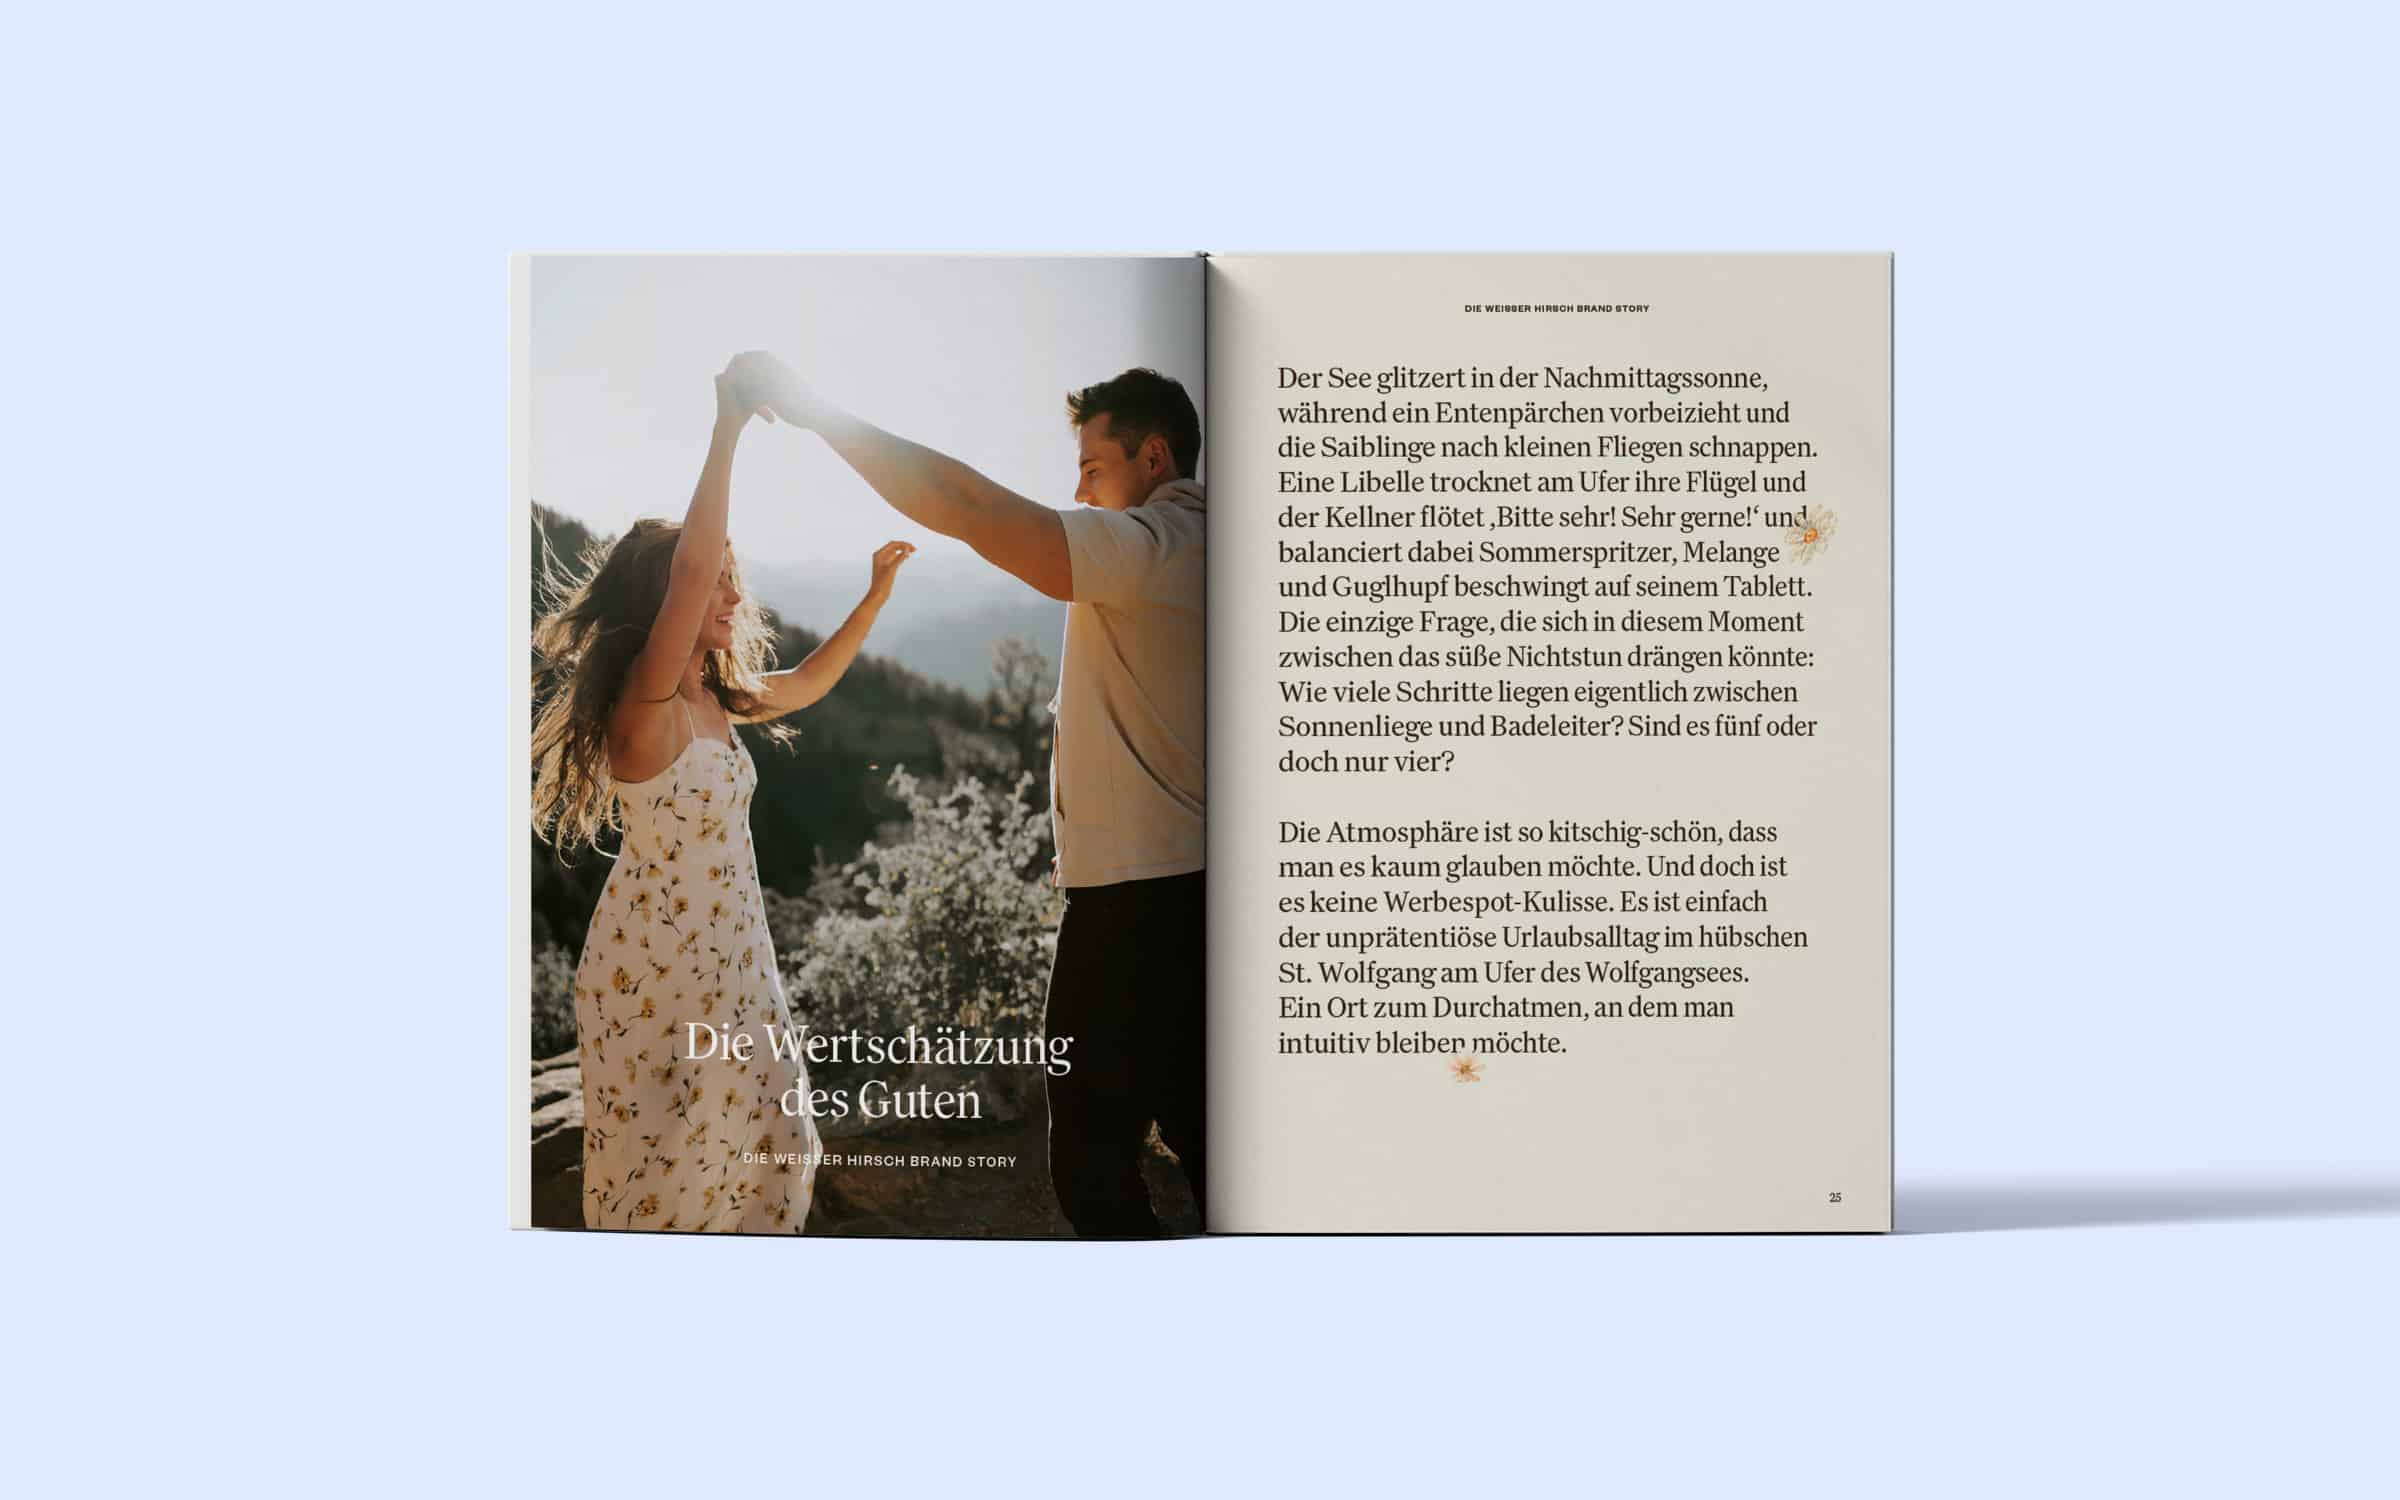 Die Wertschätzung
des Guten
DIE WEISSER HIRSCH BRAND STORY
DIE WEISSER HIRSCH BRAND STORY
Der See glitzert in der Nachmittagssonne,
während ein Entenpärchen vorbeizieht und
die Saiblinge nach kleinen Fliegen schnappen.
Eine Libelle trocknet am Ufer ihre Flügel und
der Kellner flötet ‚Bitte sehr! Sehr gerne!‘ und
balanciert dabei Sommerspritzer, Melange
und Guglhupf beschwingt auf seinem Tablett.
Die einzige Frage, die sich in diesem Moment
zwischen das süße Nichtstun drängen könnte:
Wie viele Schritte liegen eigentlich zwischen
Sonnenliege und Badeleiter? Sind es fünf oder
doch nur vier?
Die Atmosphäre ist so kitschig-schön, dass
man es kaum glauben möchte. Und doch ist
es keine Werbespot-Kulisse. Es ist einfach
der unprätentiöse Urlaubsalltag im hübschen
St. Wolfgang am Ufer des Wolfgangsees.
Ein Ort zum Durchatmen, an dem man
intuitiv bleiben möchte.
25